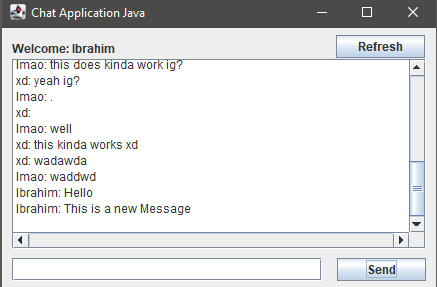 Chat Application Java
Welcome: Ibrahim
Refresh
lmao: this does kinda work ig?
xd: yeah ig?
lmao: .
xd:
lmao: well
xd: this kinda works xd
xd: wadawda
lmao: waddwd
Ibrahim: Hello
Ibrahim: This is a new Message
Send